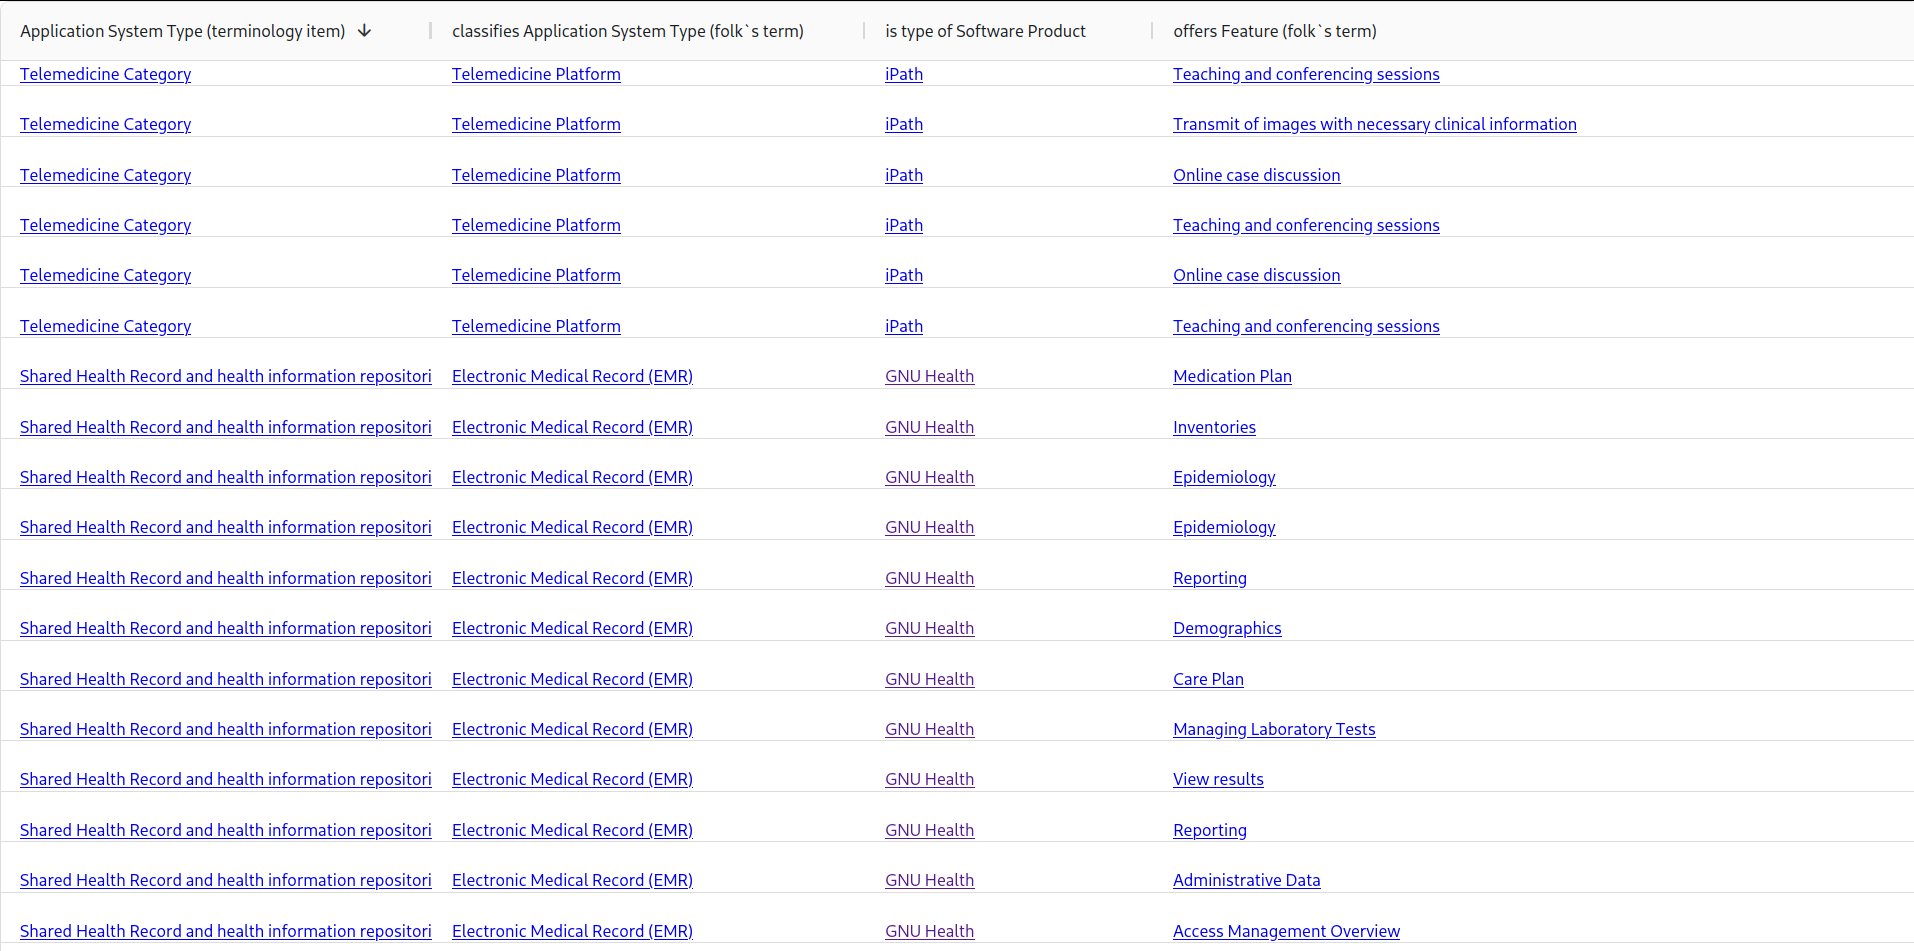 Application System Type (terminology item) ↓ classifies Application System Type (folk`s term) is type of Software Product offers Feature (folk`s term)
Telemedicine Category Telemedicine Platform iPath Teaching and conferencing sessions
Telemedicine Category Telemedicine Platform iPath Transmit of images with necessary clinical information
Telemedicine Category Telemedicine Platform iPath Online case discussion
Telemedicine Category Telemedicine Platform iPath Teaching and conferencing sessions
Telemedicine Category Telemedicine Platform iPath Online case discussion
Telemedicine Category Telemedicine Platform iPath Teaching and conferencing sessions
Shared Health Record and health information repositori Electronic Medical Record (EMR) GNU Health Medication Plan
Shared Health Record and health information repositori Electronic Medical Record (EMR) GNU Health Inventories
Shared Health Record and health information repositori Electronic Medical Record (EMR) GNU Health Epidemiology
Shared Health Record and health information repositori Electronic Medical Record (EMR) GNU Health Epidemiology
Shared Health Record and health information repositori Electronic Medical Record (EMR) GNU Health Reporting
Shared Health Record and health information repositori Electronic Medical Record (EMR) GNU Health Demographics
Shared Health Record and health information repositori Electronic Medical Record (EMR) GNU Health Care Plan
Shared Health Record and health information repositori Electronic Medical Record (EMR) GNU Health Managing Laboratory Tests
Shared Health Record and health information repositori Electronic Medical Record (EMR) GNU Health View results
Shared Health Record and health information repositori Electronic Medical Record (EMR) GNU Health Reporting
Shared Health Record and health information repositori Electronic Medical Record (EMR) GNU Health Administrative Data
Shared Health Record and health information repositori Electronic Medical Record (EMR) GNU Health Access Management Overview